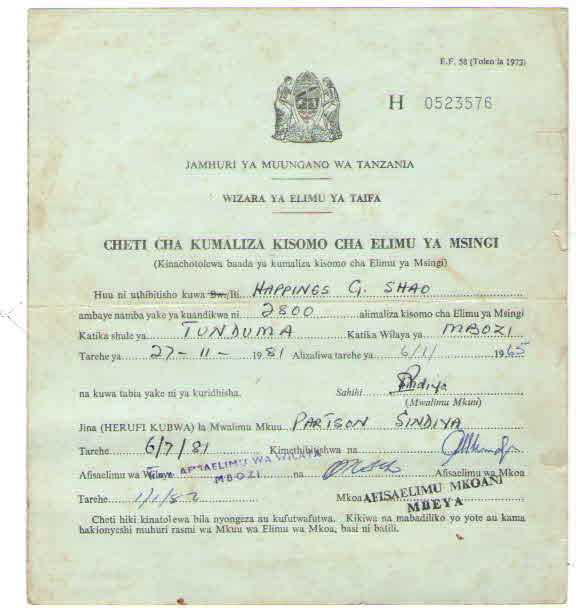 E.F. 58 (Toleo la 1973)
H 0523576
JAMHURI YA MUUNGANO WA TANZANIA
WIZARA YA ELIMU YA TAIFA
CHETI CHA KUMALIZA KISOMO CHA ELIMU YA MSINGI
(Kinachotolewa baada ya kumaliza kisomo cha Elimu ya Msingi)
Huu ni uthibitisho kuwa Bw./Bi. HAPPINGS G. SHAO
ambaye namba yake ya kuandikwa ni 2800 alimaliza kisomo cha Elimu ya Msingi
Katika shule ya TUNDUMA Katika Wilaya ya MBOZI
Tarehe ya 27-11- 1981 Alizaliwa tarehe ya 6/1/ 1965
na kuwa tabia yake ni ya kuridhisha. Sahihi Sindiya
(Mwalimu Mkuu)
Jina (HERUFI KUBWA) la Mwalimu Mkuu PARTSON SINDIYA
Tarehe 6/7/81 Kimethibitishwa na
Afisaelimu wa Wilaya AFISAELIMU WA WILAYA na Afisaelimu wa Mkoa
MBOZI
Tarehe 1/1/82 Mkoa AFISAELIMU MKOANI
MBEYA
Cheti hiki kinatolewa bila nyongeza au kufutwafutwa. Kikiwa na mabadiliko yo yote au kama
hakionyeshi muhuri rasmi wa Mkuu wa Elimu wa Mkoa, basi ni batili.